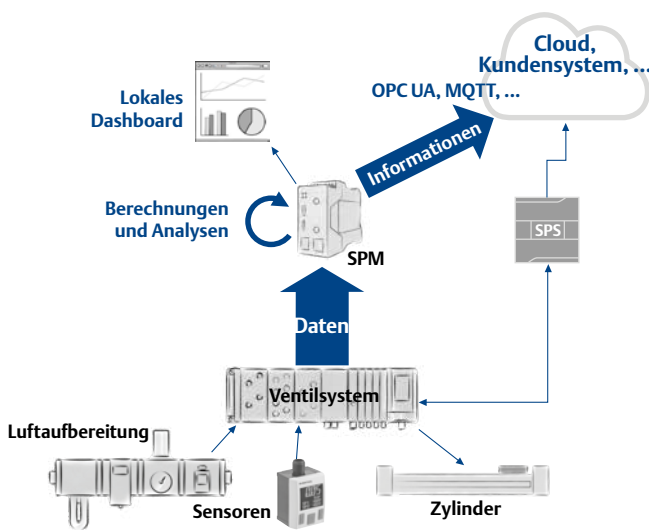 Cloud,
Kundensystem, ...
OPC UA, MQTT, ...
Lokales
Dashboard
Informationen
Berechnungen
und Analysen
SPM
SPS
Daten
Ventilsystem
Luftaufbereitung
Sensoren
Zylinder